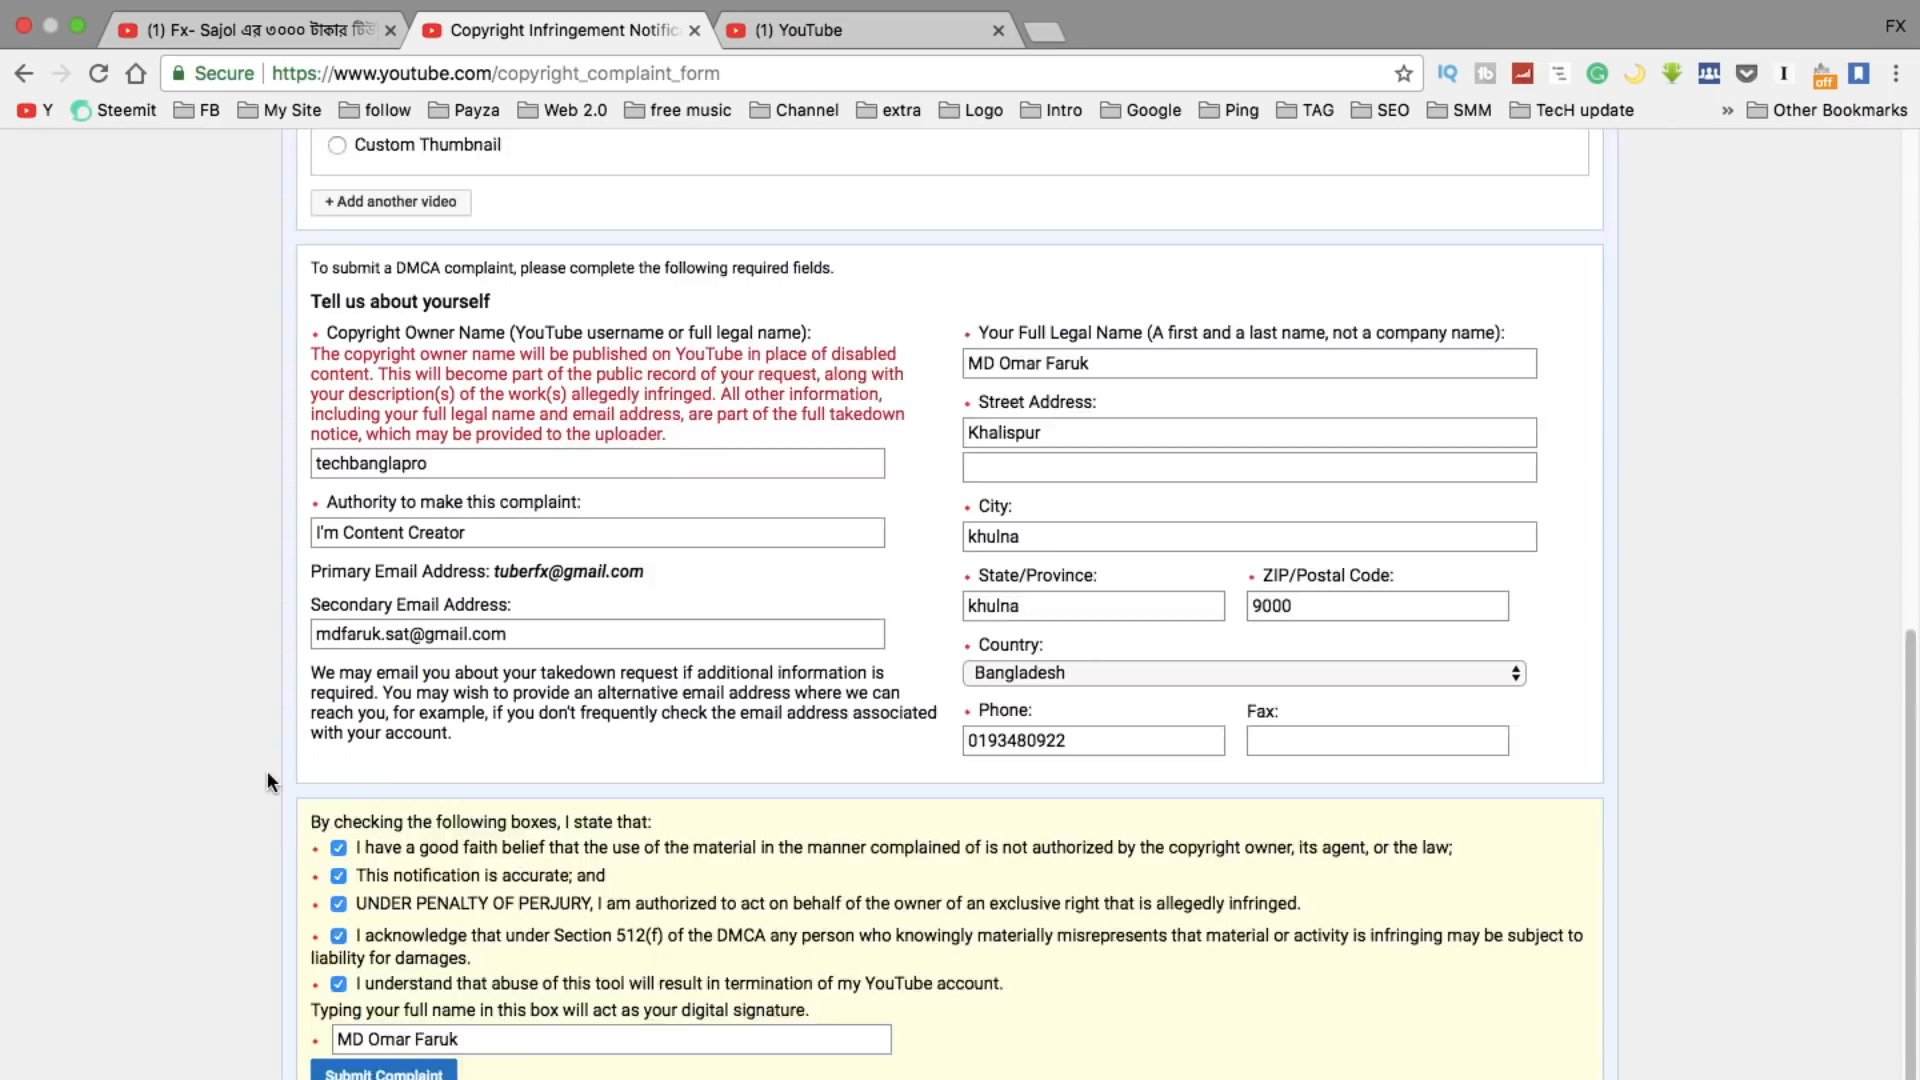 (1) Fx- Sajol এর ৩০০০ টাকার টিউ
Copyright Infringement Notific
(1) YouTube
FX
Secure
https://www.youtube.com/copyright_complaint_form
IQ
off
Y
Steemit
FB
My Site
follow
Payza
Web 2.0
free music
Channel
extra
Logo
Intro
Google
Ping
TAG
SEO
SMM
TecH update
»
Other Bookmarks
Custom Thumbnail
+ Add another video
To submit a DMCA complaint, please complete the following required fields.
Tell us about yourself
Copyright Owner Name (YouTube username or full legal name):
The copyright owner name will be published on YouTube in place of disabled
content. This will become part of the public record of your request, along with
your description(s) of the work(s) allegedly infringed. All other information,
including your full legal name and email address, are part of the full takedown
notice, which may be provided to the uploader.
techbanglapro
Authority to make this complaint:
I'm Content Creator
Primary Email Address: tuberfx@gmail.com
Secondary Email Address:
mdfaruk.sat@gmail.com
We may email you about your takedown request if additional information is
required. You may wish to provide an alternative email address where we can
reach you, for example, if you don't frequently check the email address associated
with your account.
Your Full Legal Name (A first and a last name, not a company name):
MD Omar Faruk
Street Address:
Khalispur
City:
khulna
State/Province:
khulna
ZIP/Postal Code:
9000
Country:
Bangladesh
Phone:
0193480922
Fax:
By checking the following boxes, I state that:
I have a good faith belief that the use of the material in the manner complained of is not authorized by the copyright owner, its agent, or the law;
This notification is accurate; and
UNDER PENALTY OF PERJURY, I am authorized to act on behalf of the owner of an exclusive right that is allegedly infringed.
I acknowledge that under Section 512(f) of the DMCA any person who knowingly materially misrepresents that material or activity is infringing may be subject to
liability for damages.
I understand that abuse of this tool will result in termination of my YouTube account.
Typing your full name in this box will act as your digital signature.
MD Omar Faruk
Submit Complaint